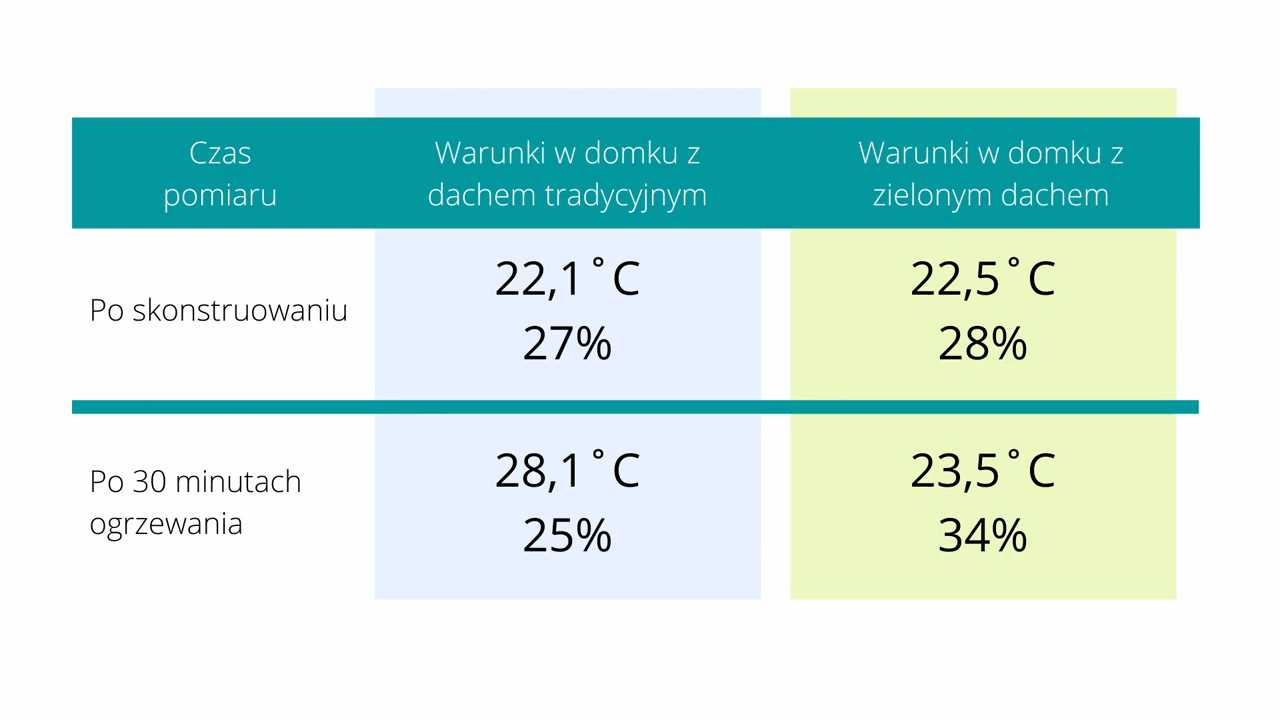 Czas
pomiaru
Warunki w domku z
dachem tradycyjnym
Warunki w domku z
zielonym dachem
Po skonstruowaniu
22,1˚C
27%
22,5˚C
28%
Po 30 minutach
ogrzewania
28,1˚C
25%
23,5˚C
34%